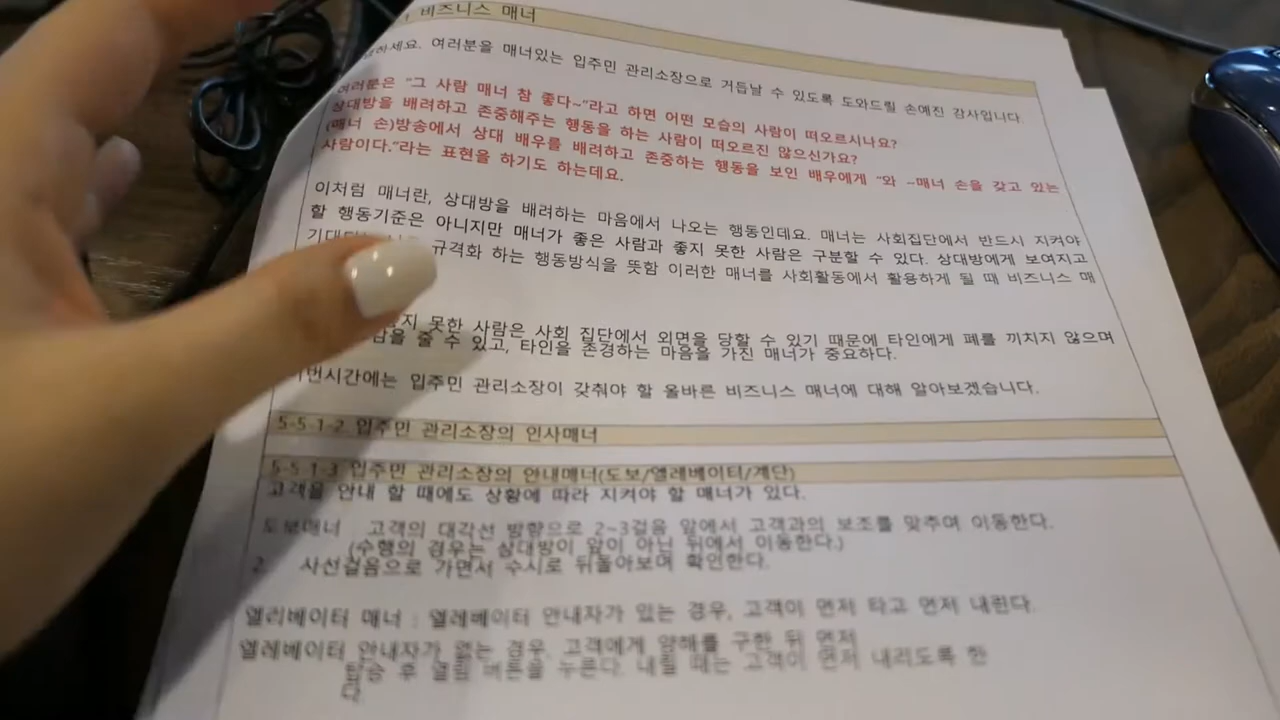 비즈니스 매너
여러분을 매너있는 입주민 관리소장으로 거듭날 수 있도록 도와드릴 손예진 강사입니다.
여러분은 "그 사람 매너 참 좋다~"라고 하면 어떤 모습의 사람이 떠오르시나요?
상대방을 배려하고 존중해주는 행동을 하는 사람이 떠오르진 않으신가요?
(매너 손)방송에서 상대 배우를 배려하고 존중하는 행동을 보인 배우에게 "와 ~매너 손을 갖고 있는
사람이다."라는 표현을 하기도 하는데요.
이처럼 매너란, 상대방을 배려하는 마음에서 나오는 행동인데요. 매너는 사회집단에서 반드시 지켜야
할 행동기준은 아니지만 매너가 좋은 사람과 좋지 못한 사람은 구분할 수 있다. 상대방에게 보여지고
규격화 하는 행동방식을 뜻함 이러한 매너를 사회활동에서 활용하게 될 때 비즈니스 매
못한 사람은 사회 집단에서 외면을 당할 수 있기 때문에 타인에게 폐를 끼치지 않으며
줄 수 있고, 타인을 존경하는 마음을 가진 매너가 중요하다.
입주민 관리소장이 갖춰야 할 올바른 비즈니스 매너에 대해 알아보겠습니다.
5-5-1-2. 입주민 관리소장의 인사매너
5-5-1-3. 입주민 관리소장의 안내매너(도보/엘레베이터/계단)
고객을 안내 할 때에도 상황에 따라 지켜야 할 매너가 있다.
도보매너 고객의 대각선 방향으로 2~3걸음 앞에서 고객과의 보조를 맞추며 이동한다.
(수행의 경우는 상대방이 앞이 아닌 뒤에서 이동한다.)
2. 사선걸음으로 가면서 수시로 뒤돌아보며 확인한다.
엘리베이터 매너 : 엘레베이터 안내자가 있는 경우, 고객이 먼저 타고 먼저 내린다.
엘레베이터 안내자가 없는 경우, 고객에게 양해를 구한 뒤 먼저
탑승 후 열림 버튼을 누른다. 내릴 때는 고객이 먼저 내리도록 한
다.